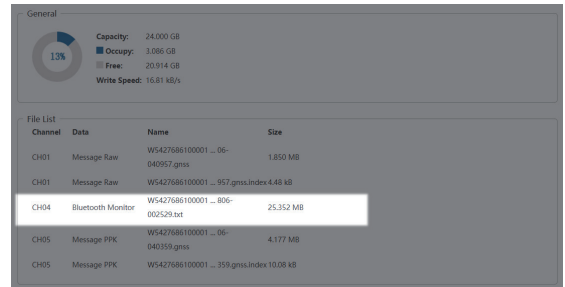 General
13%
Capacity: 24.000 GB
Occupy: 3.086 GB
Free: 20.914 GB
Write Speed: 16.81 kB/s
File List
Channel Data Name Size
CH01 Message Raw W5427686100001 ... 06-040957.gnss 1.850 MB
CH01 Message Raw W5427686100001 ... 957.gnss.index 4.48 kB
CH04 Bluetooth Monitor W5427686100001 ... 806-002529.txt 25.352 MB
CH05 Message PPK W5427686100001 ... 06-040359.gnss 4.177 MB
CH05 Message PPK W5427686100001 ... 359.gnss.index 10.08 kB